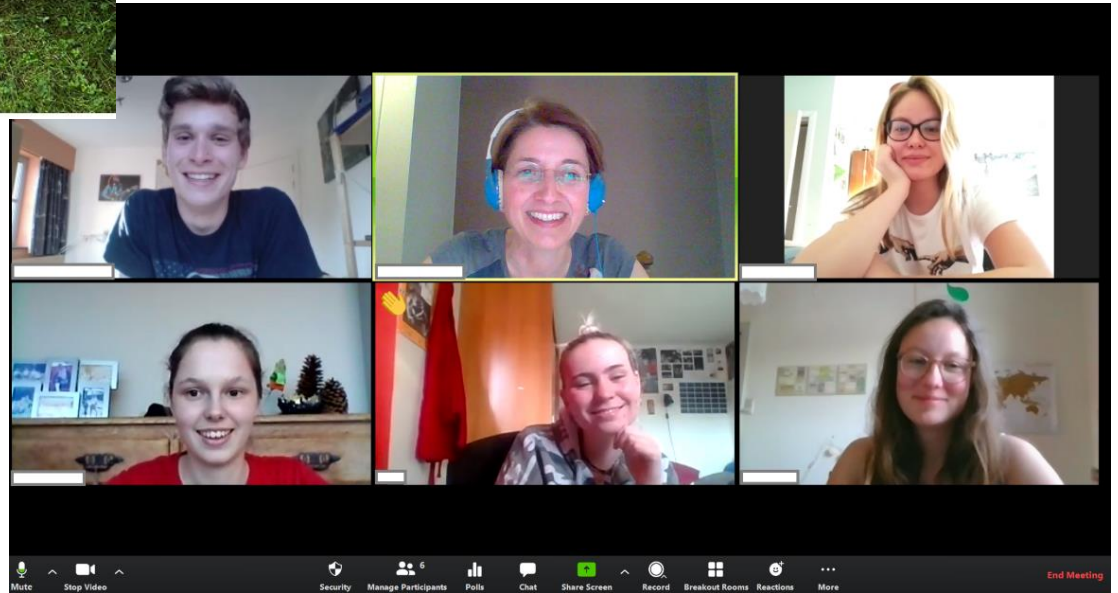 6
Mute
Stop Video
Security
Manage Participants
Polls
Chat
Share Screen
Record
Breakout Rooms
Reactions
More
End Meeting